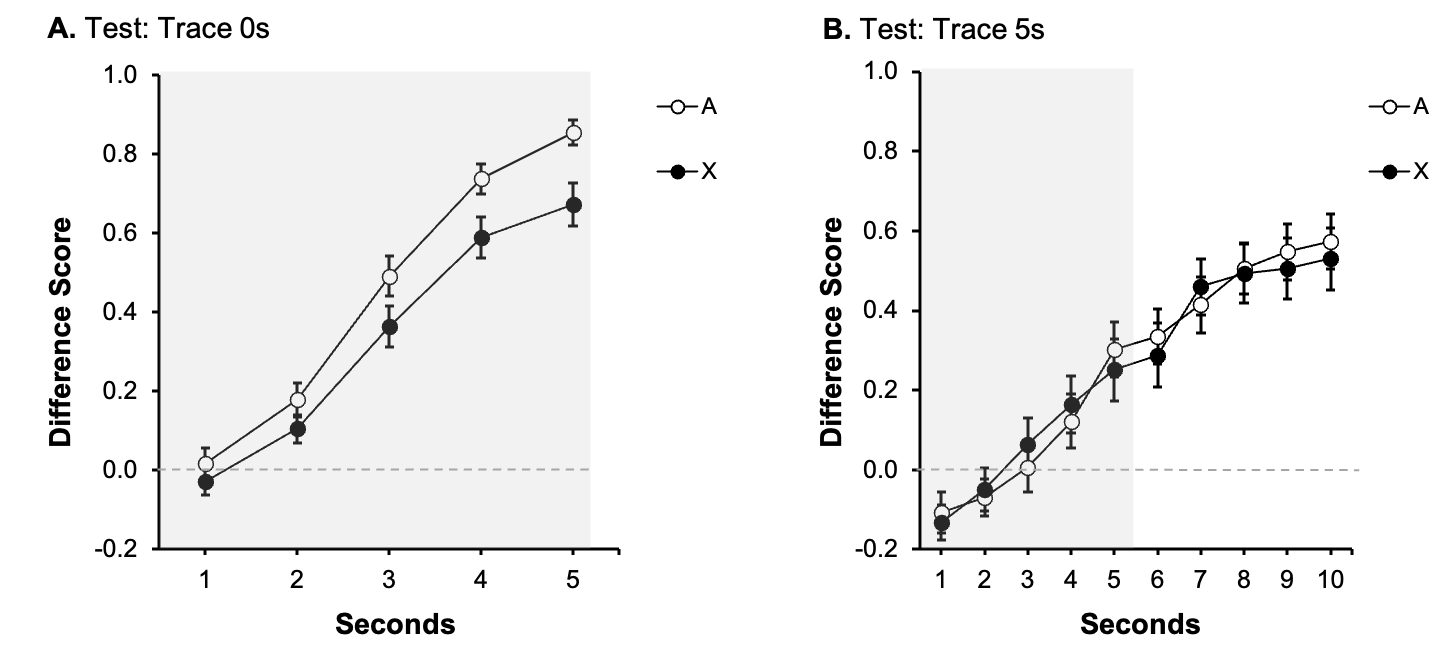 A. Test: Trace 0s
1.0
0.8
0.6
0.4
0.2
0.0
-0.2
Difference Score
1 2 3 4 5
Seconds
A
X
B. Test: Trace 5s
1.0
0.8
0.6
0.4
0.2
0.0
-0.2
Difference Score
1 2 3 4 5 6 7 8 9 10
Seconds
A
X